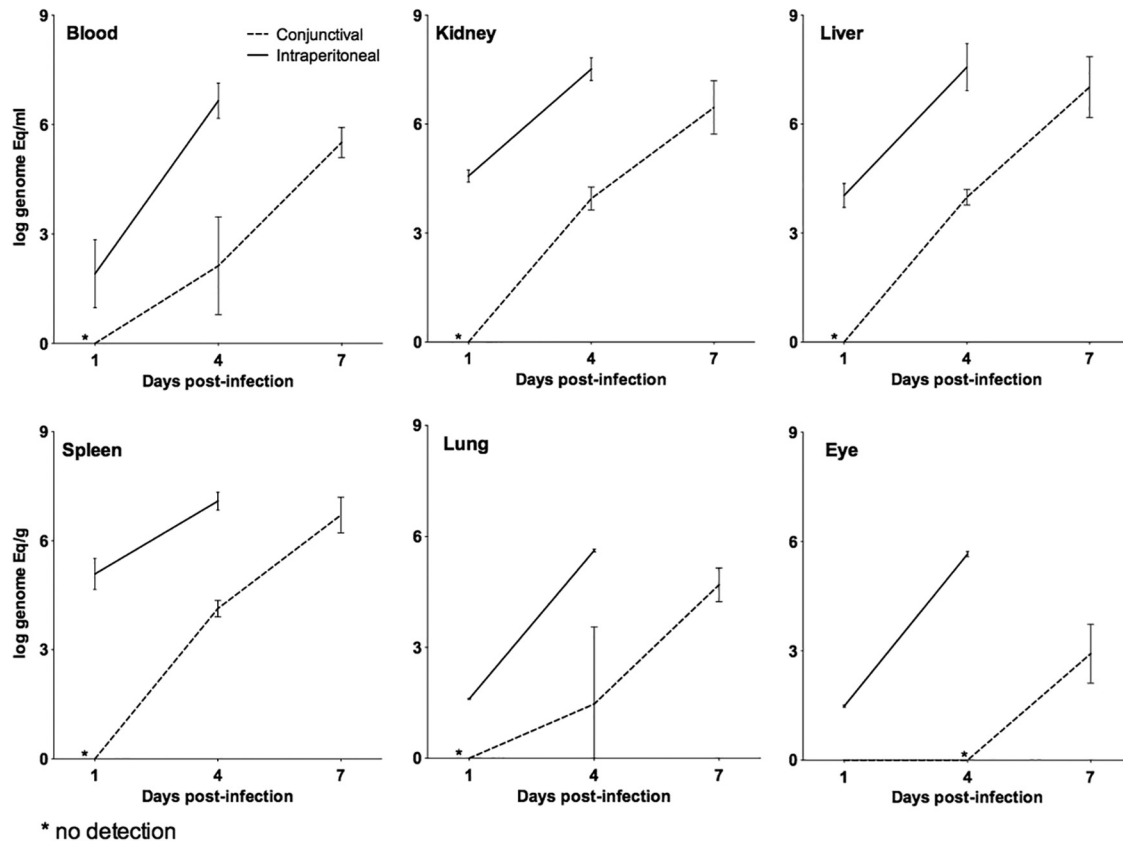 Blood
Conjunctival
Intraperitoneal
log genome Eq/ml
9
6
3
0
*
1 4 7
Days post-infection
Kidney
9
6
3
0
*
1 4 7
Days post-infection
Liver
9
6
3
0
*
1 4 7
Days post-infection
Spleen
log genome Eq/g
9
6
3
0
*
1 4 7
Days post-infection
Lung
9
6
3
0
*
1 4 7
Days post-infection
Eye
9
6
3
0
*
1 4 7
Days post-infection
* no detection